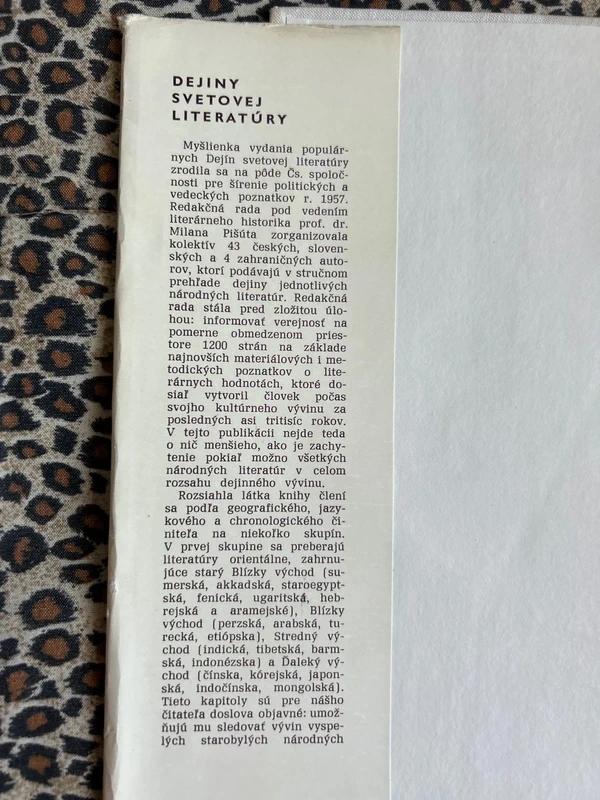 DEJINY
SVETOVEJ
LITERATÚRY
Myšlienka vydania populár-
nych Dejín svetovej literatúry
zrodila sa na pôde Čs. spoloč-
nosti pre šírenie politických a
vedeckých poznatkov r. 1957.
Redakčná rada pod vedením
literárneho historika prof. dr.
Milana Pišúta zorganizovala
kolektív 43 českých, sloven-
ských a 4 zahraničných auto-
rov, ktorí podávajú v stručnom
prehľade dejiny jednotlivých
národných literatúr. Redakčná
rada stála pred zložitou úlo-
hou: informovať verejnosť na
pomerne obmedzenom pries-
tore 1200 strán na základe
najnovších materiálových i me-
todických poznatkov o lite-
rárnych hodnotách, ktoré do-
siaľ vytvoril človek počas
svojho kultúrneho vývinu za
posledných asi tritisíc rokov.
V tejto publikácii nejde teda
o nič menšieho, ako je zachy-
tenie pokiaľ možno všetkých
národných literatúr v celom
rozsahu dejinného vývinu.
Rozsiahla látka knihy člení
sa podľa geografického, jazy-
kového a chronologického či-
niteľa na niekoľko skupín.
V prvej skupine sa preberajú
literatúry orientálne, zahrnu-
júce starý Blízky východ (su-
merská, akkadská, staroegypt-
ská, fenická, ugaritská, heb-
rejská a aramejské), Blízky
východ (perzská, arabská, tu-
recká, etiópska), Stredný vý-
chod (indická, tibetská, barm-
ská, indonézska) a Ďaleký vý-
chod (čínska, kórejská, japon-
ská, indočínska, mongolská).
Tieto kapitoly sú pre nášho
čitateľa doslova objavné: umož-
ňujú mu sledovať vývin vyspe-
lých starobylých národných